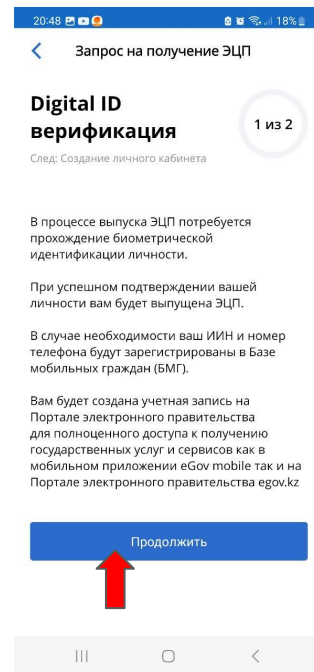 20:48 18%
Запрос на получение ЭЦП
Digital ID
верификация
1 из 2
След: Создание личного кабинета
В процессе выпуска ЭЦП потребуется
прохождение биометрической
идентификации личности.
При успешном подтверждении вашей
личности вам будет выпущена ЭЦП.
В случае необходимости ваш ИИН и номер
телефона будут зарегистрированы в Базе
мобильных граждан (БМГ).
Вам будет создана учетная запись на
Портале электронного правительства
для полноценного доступа к получению
государственных услуг и сервисов как в
мобильном приложении eGov mobile так и на
Портале электронного правительства egov.kz
Продолжить